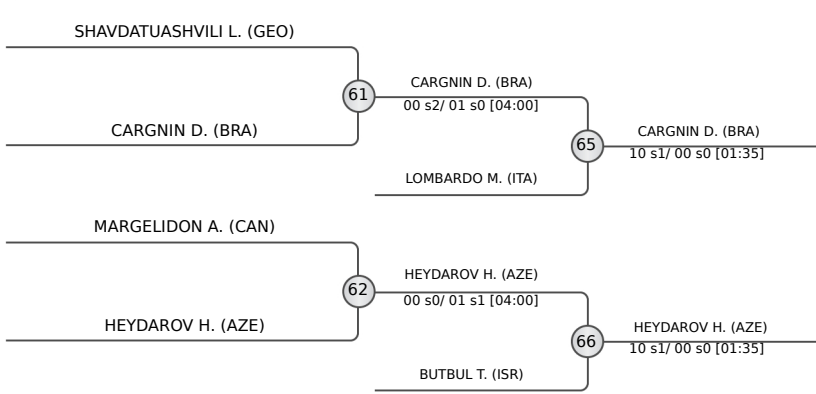 SHAVDATUASHVILI L. (GEO)
61
CARGNIN D. (BRA)
00 s2/ 01 s0 [04:00]
CARGNIN D. (BRA)
65
CARGNIN D. (BRA)
10 s1/ 00 s0 [01:35]
LOMBARDO M. (ITA)
MARGELIDON A. (CAN)
62
HEYDAROV H. (AZE)
00 s0/ 01 s1 [04:00]
HEYDAROV H. (AZE)
66
HEYDAROV H. (AZE)
10 s1/ 00 s0 [01:35]
BUTBUL T. (ISR)